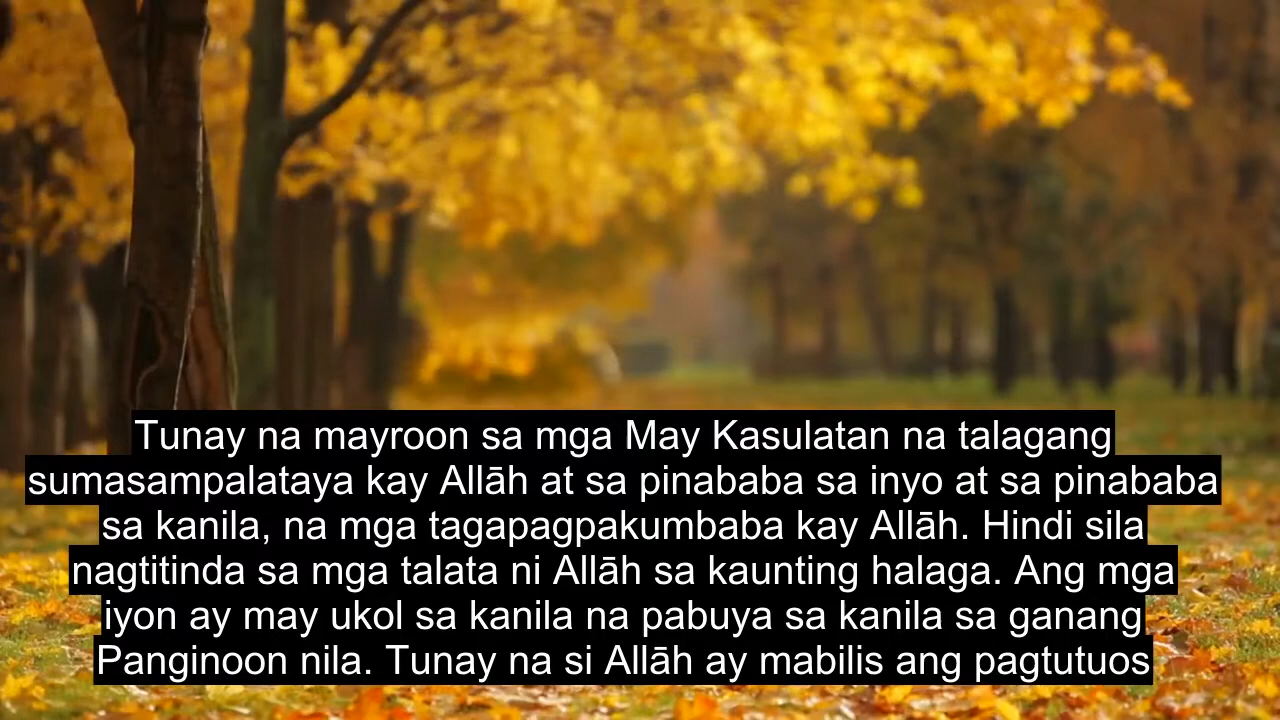 Tunay na mayroon sa mga May Kasulatan na talagang
sumasampalataya kay Allāh at sa pinababa sa inyo at sa pinababa
sa kanila, na mga tagapagpakumbaba kay Allāh. Hindi sila
nagtitinda sa mga talata ni Allāh sa kaunting halaga. Ang mga
iyon ay may ukol sa kanila na pabuya sa kanila sa ganang
Panginoon nila. Tunay na si Allāh ay mabilis ang pagtutuos